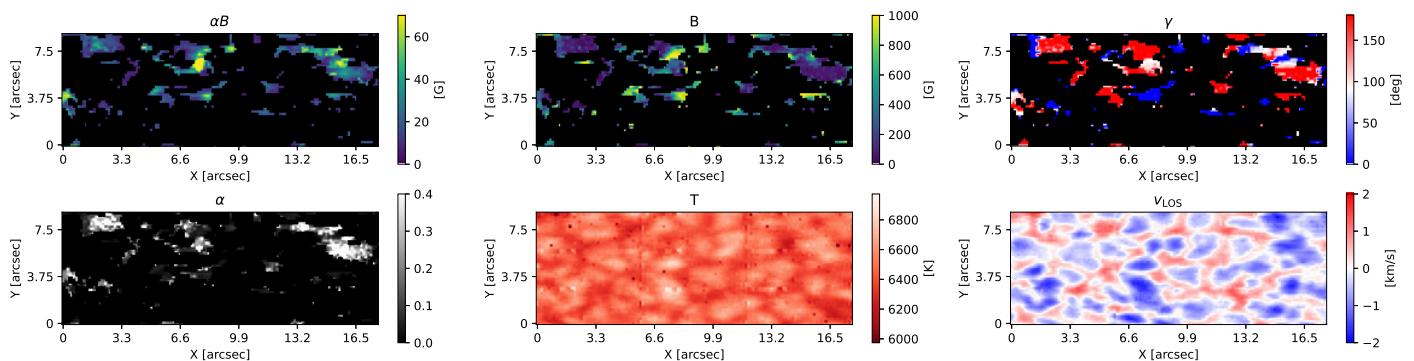 αB
Y [arcsec]
7.5
3.75
0
0 3.3 6.6 9.9 13.2 16.5
X [arcsec]
60
40
20
0
[G]
B
Y [arcsec]
7.5
3.75
0
0 3.3 6.6 9.9 13.2 16.5
X [arcsec]
1000
800
600
400
200
0
[G]
γ
Y [arcsec]
7.5
3.75
0
0 3.3 6.6 9.9 13.2 16.5
X [arcsec]
150
100
50
0
[deg]
α
Y [arcsec]
7.5
3.75
0
0 3.3 6.6 9.9 13.2 16.5
X [arcsec]
0.4
0.3
0.2
0.1
0.0
T
Y [arcsec]
7.5
3.75
0
0 3.3 6.6 9.9 13.2 16.5
X [arcsec]
6800
6600
6400
6200
6000
[K]
vLOS
Y [arcsec]
7.5
3.75
0
0 3.3 6.6 9.9 13.2 16.5
X [arcsec]
2
1
0
−1
−2
[km/s]